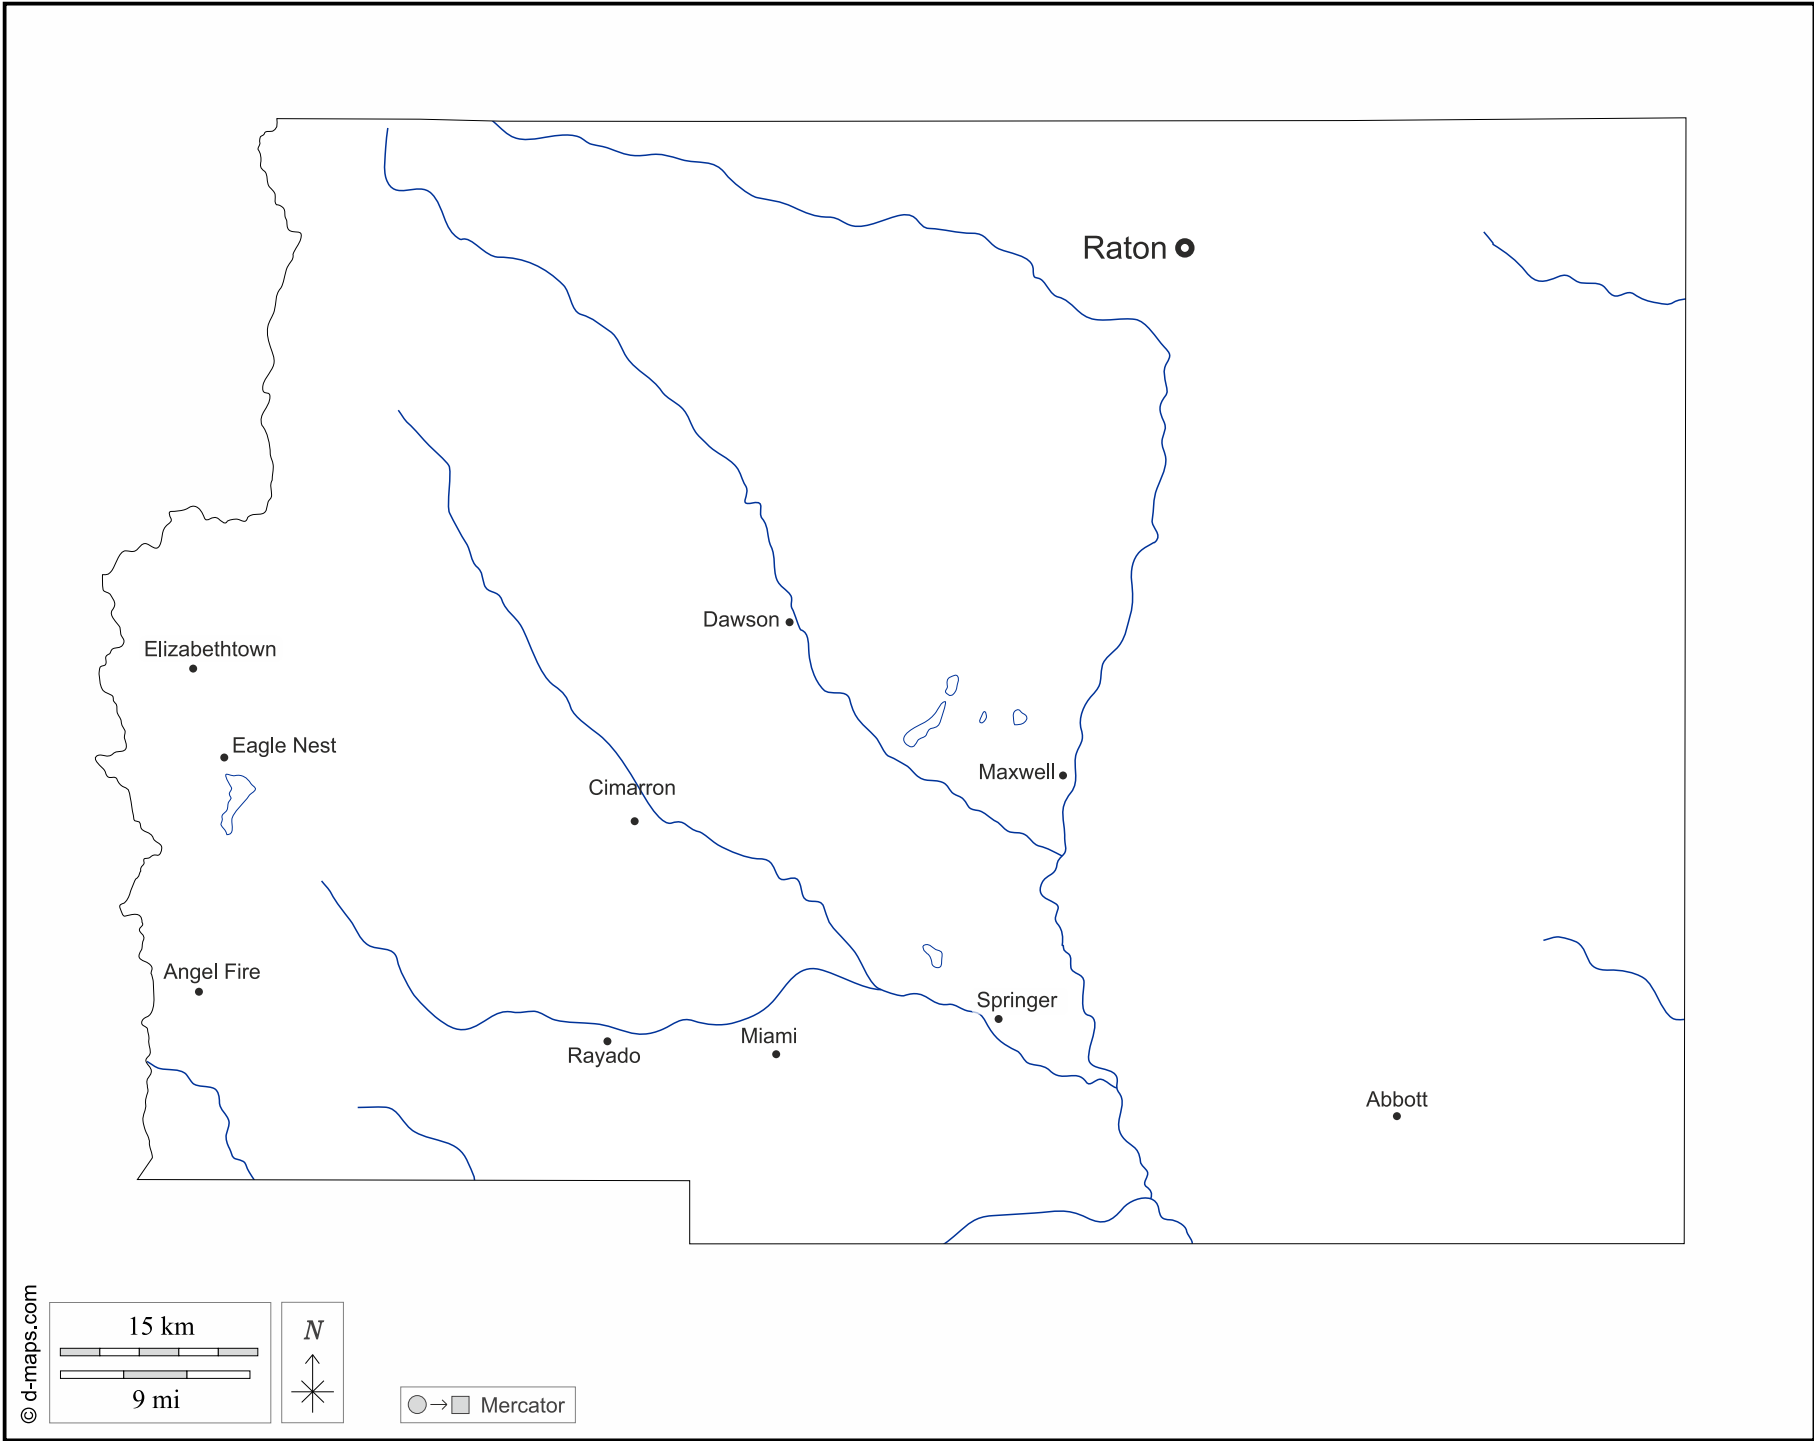 Raton
Dawson
Elizabethtown
Eagle Nest
Maxwell
Cimarron
Angel Fire
Springer
Miami
Rayado
Abbott
© d-maps.com
15 km
9 mi
N
Mercator